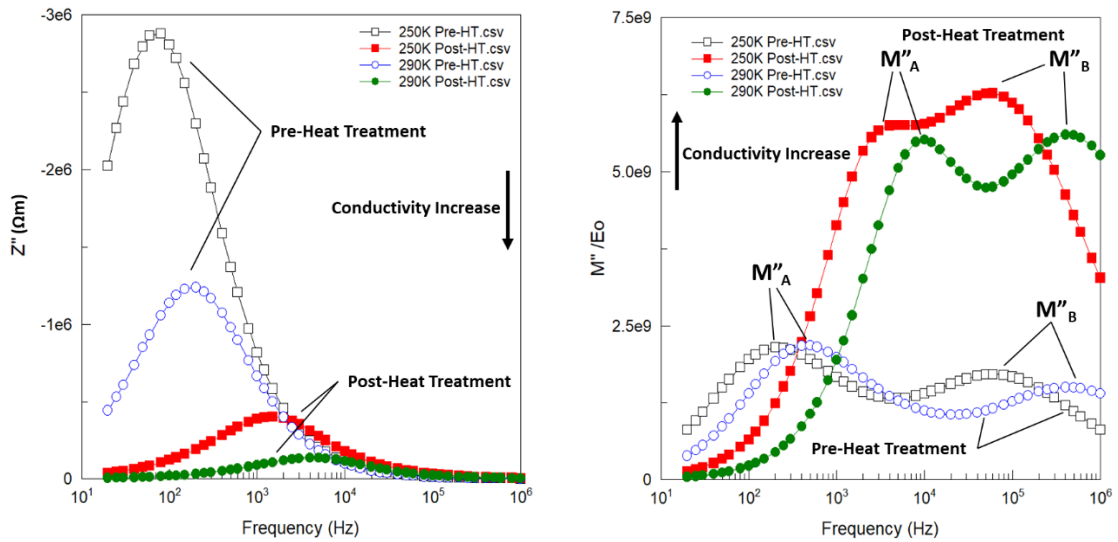 -3e6
-2e6
-1e6
0
Z" (Ωm)
250K Pre-HT.csv
250K Post-HT.csv
290K Pre-HT.csv
290K Post-HT.csv
Pre-Heat Treatment
Conductivity Increase
Post-Heat Treatment
10¹ 10² 10³ 10⁴ 10⁵ 10⁶
Frequency (Hz)
7.5e9
5.0e9
2.5e9
0
M" /Eo
Post-Heat Treatment
250K Pre-HT.csv
250K Post-HT.csv
290K Pre-HT.csv
290K Post-HT.csv
M”A
M”B
Conductivity Increase
M”A
M”B
Pre-Heat Treatment
10¹ 10² 10³ 10⁴ 10⁵ 10⁶
Frequency (Hz)